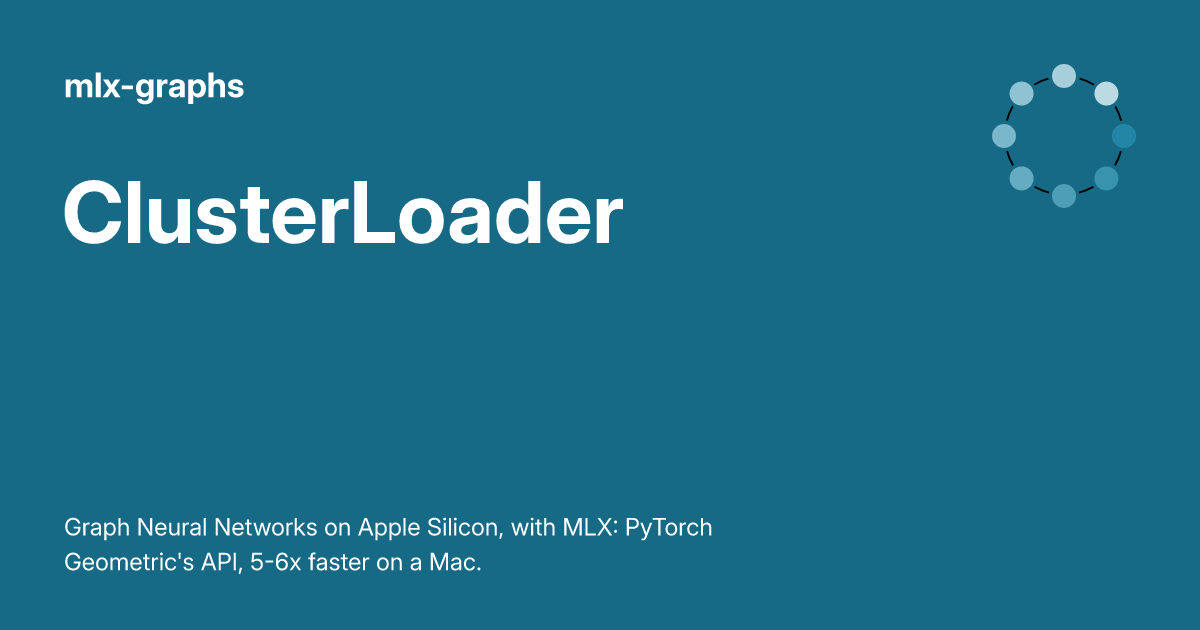 mlx-graphs
ClusterLoader
Graph Neural Networks on Apple Silicon, with MLX: PyTorch
Geometric's API, 5-6x faster on a Mac.